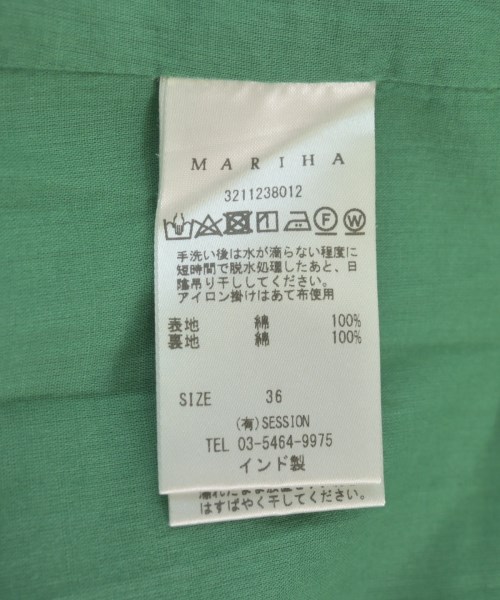 MARIHA
3211238012
手洗い後は水が滴らない程度に
短時間で脱水処理したあと、日
陰吊り干ししてください。
アイロン掛けはあて布使用
表地 綿 100%
裏地 綿 100%
SIZE 36
(有)SESSION
TEL 03-5464-9975
インド製
はすばやく干してください。